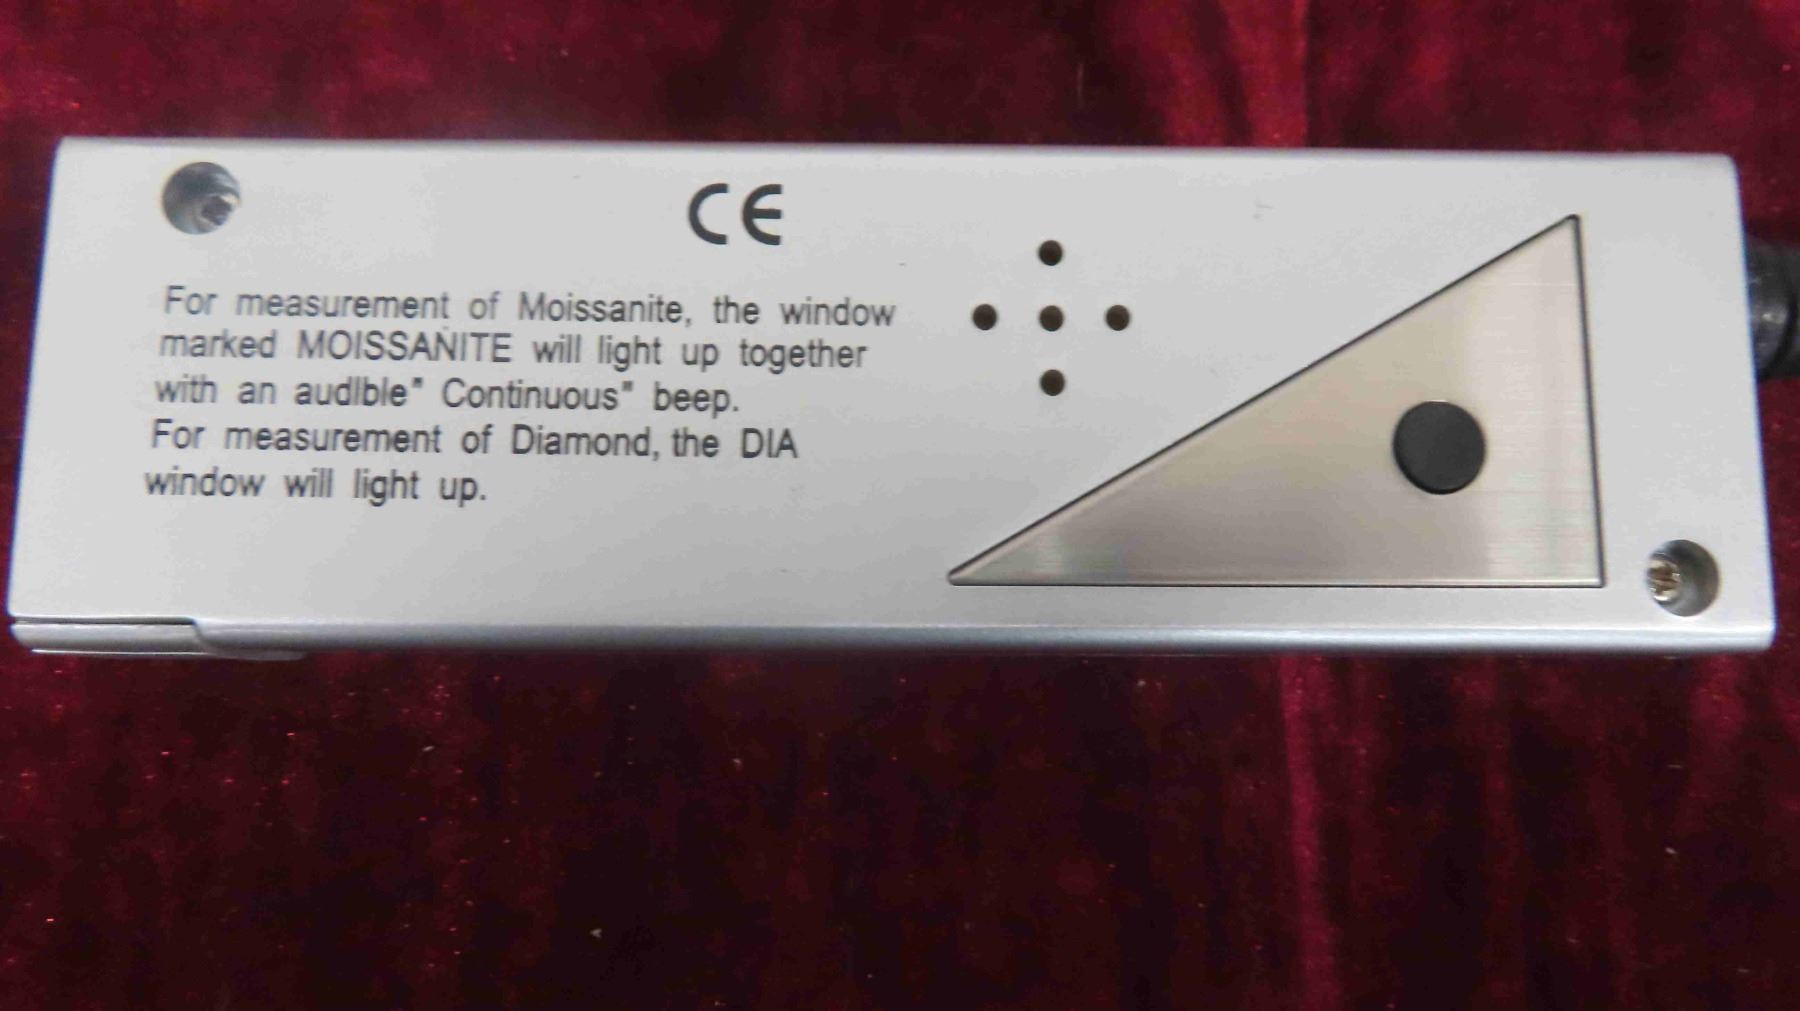 CE
For measurement of Moissanite, the window
marked MOISSANITE will light up together
with an audible" Continuous" beep.
For measurement of Diamond, the DIA
window will light up.